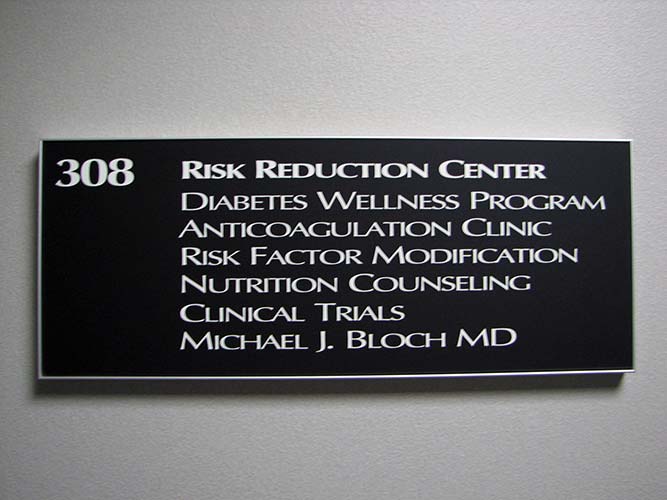 308 RISK REDUCTION CENTER
DIABETES WELLNESS PROGRAM
ANTICOAGULATION CLINIC
RISK FACTOR MODIFICATION
NUTRITION COUNSELING
CLINICAL TRIALS
MICHAEL J. BLOCH MD